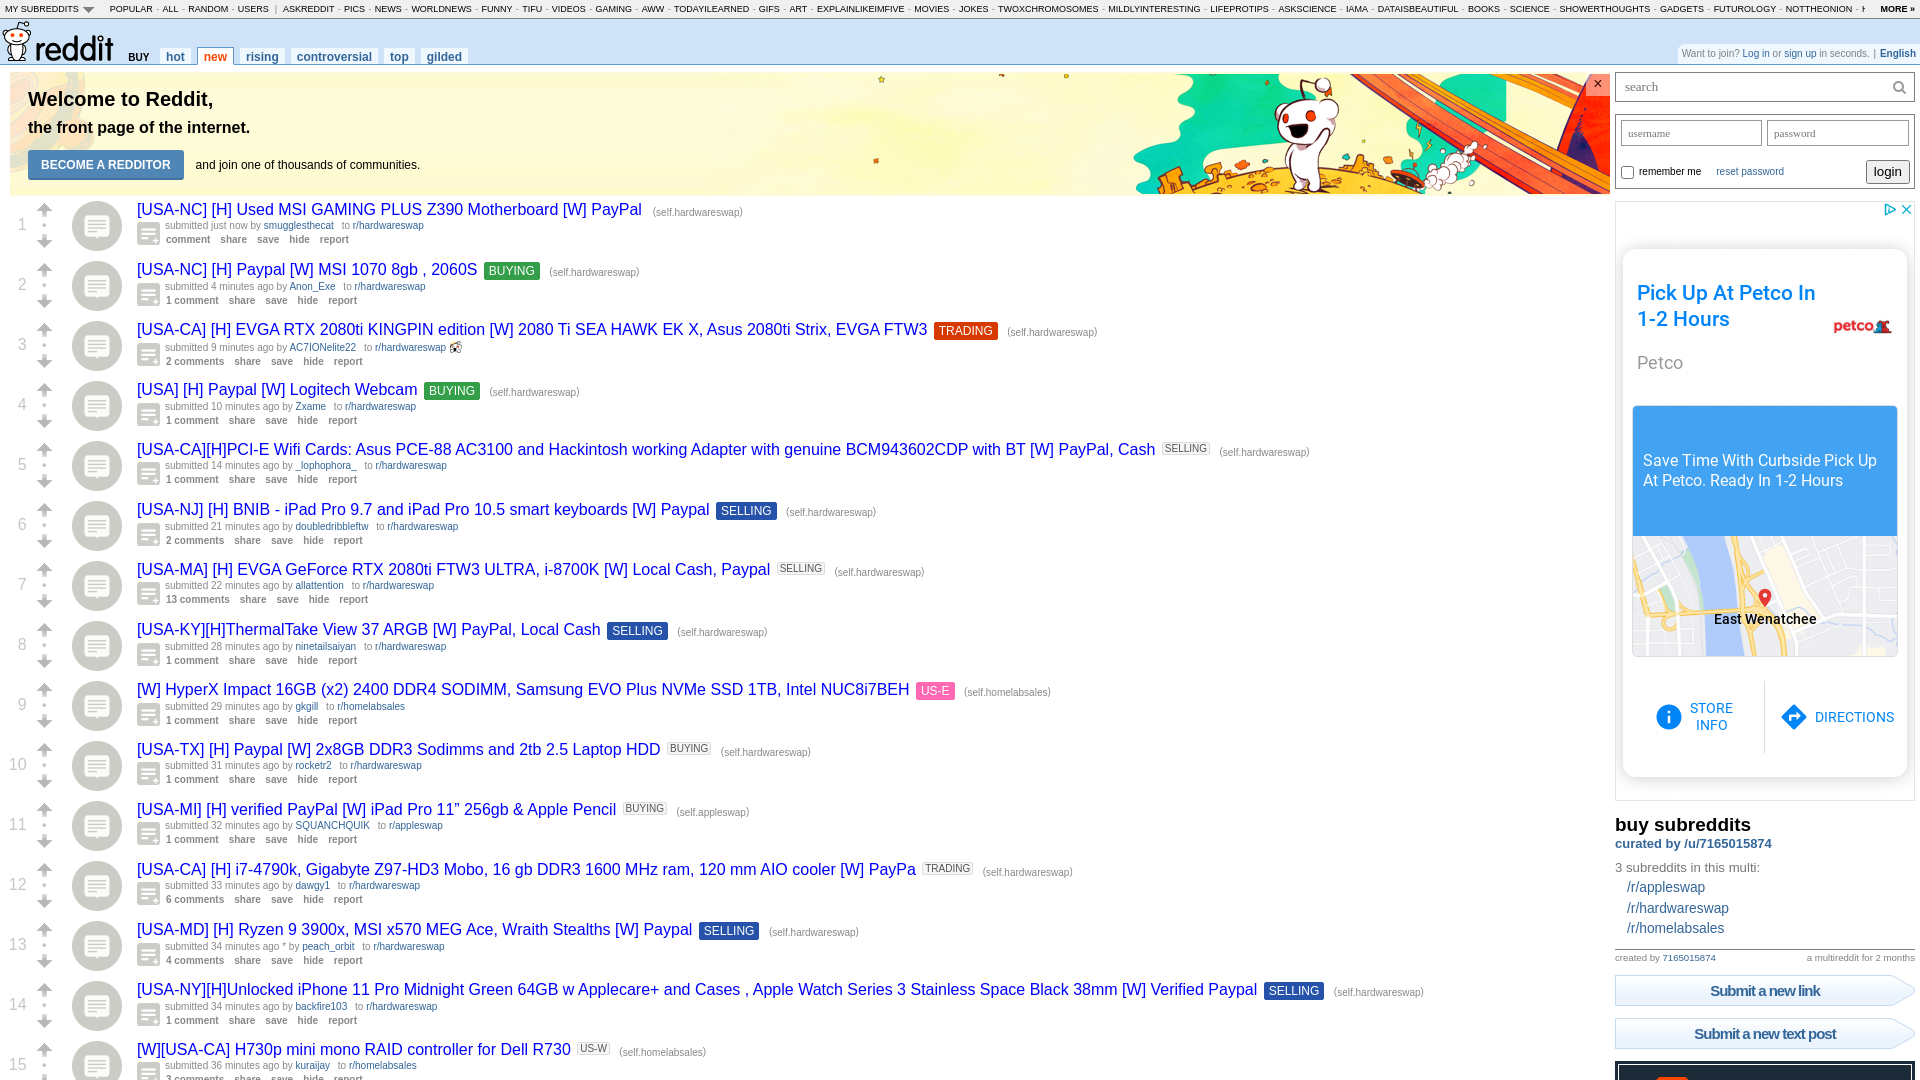 MY SUBREDDITS POPULAR - ALL - RANDOM - USERS | ASKREDDIT - PICS - NEWS - WORLDNEWS - FUNNY - TIFU - VIDEOS - GAMING - AWW - TODAYILEARNED - GIFS - ART - EXPLAINLIKEIMFIVE - MOVIES - JOKES - TWOXCHROMOSOMES - MILDLYINTERESTING - LIFEPROTIPS - ASKSCIENCE - IAMA - DATAISBEAUTIFUL - BOOKS - SCIENCE - SHOWERTHOUGHTS - GADGETS - FUTUROLOGY - NOTTHEONION - MORE »
reddit BUY hot new rising controversial top gilded
Want to join? Log in or sign up in seconds. | English
Welcome to Reddit,
the front page of the internet.
BECOME A REDDITOR and join one of thousands of communities.
×
1
[USA-NC] [H] Used MSI GAMING PLUS Z390 Motherboard [W] PayPal (self.hardwareswap)
submitted just now by smugglesthecat to r/hardwareswap
comment share save hide report
2
[USA-NC] [H] Paypal [W] MSI 1070 8gb , 2060S BUYING (self.hardwareswap)
submitted 4 minutes ago by Anon_Exe to r/hardwareswap
1 comment share save hide report
3
[USA-CA] [H] EVGA RTX 2080ti KINGPIN edition [W] 2080 Ti SEA HAWK EK X, Asus 2080ti Strix, EVGA FTW3 TRADING (self.hardwareswap)
submitted 9 minutes ago by AC7IONelite22 to r/hardwareswap
2 comments share save hide report
4
[USA] [H] Paypal [W] Logitech Webcam BUYING (self.hardwareswap)
submitted 10 minutes ago by Zxame to r/hardwareswap
1 comment share save hide report
5
[USA-CA][H]PCI-E Wifi Cards: Asus PCE-88 AC3100 and Hackintosh working Adapter with genuine BCM943602CDP with BT [W] PayPal, Cash SELLING (self.hardwareswap)
submitted 14 minutes ago by _lophophora_ to r/hardwareswap
1 comment share save hide report
6
[USA-NJ] [H] BNIB - iPad Pro 9.7 and iPad Pro 10.5 smart keyboards [W] Paypal SELLING (self.hardwareswap)
submitted 21 minutes ago by doubledribbleftw to r/hardwareswap
2 comments share save hide report
7
[USA-MA] [H] EVGA GeForce RTX 2080ti FTW3 ULTRA, i-8700K [W] Local Cash, Paypal SELLING (self.hardwareswap)
submitted 22 minutes ago by allattention to r/hardwareswap
13 comments share save hide report
8
[USA-KY][H]ThermalTake View 37 ARGB [W] PayPal, Local Cash SELLING (self.hardwareswap)
submitted 28 minutes ago by ninetailsaiyan to r/hardwareswap
1 comment share save hide report
9
[W] HyperX Impact 16GB (x2) 2400 DDR4 SODIMM, Samsung EVO Plus NVMe SSD 1TB, Intel NUC8i7BEH US-E (self.homelabsales)
submitted 29 minutes ago by gkgill to r/homelabsales
1 comment share save hide report
10
[USA-TX] [H] Paypal [W] 2x8GB DDR3 Sodimms and 2tb 2.5 Laptop HDD BUYING (self.hardwareswap)
submitted 31 minutes ago by rocketr2 to r/hardwareswap
1 comment share save hide report
11
[USA-MI] [H] verified PayPal [W] iPad Pro 11” 256gb & Apple Pencil BUYING (self.appleswap)
submitted 32 minutes ago by SQUANCHQUIK to r/appleswap
1 comment share save hide report
12
[USA-CA] [H] i7-4790k, Gigabyte Z97-HD3 Mobo, 16 gb DDR3 1600 MHz ram, 120 mm AIO cooler [W] PayPa TRADING (self.hardwareswap)
submitted 33 minutes ago by dawgy1 to r/hardwareswap
6 comments share save hide report
13
[USA-MD] [H] Ryzen 9 3900x, MSI x570 MEG Ace, Wraith Stealths [W] Paypal SELLING (self.hardwareswap)
submitted 34 minutes ago * by peach_orbit to r/hardwareswap
4 comments share save hide report
14
[USA-NY][H]Unlocked iPhone 11 Pro Midnight Green 64GB w Applecare+ and Cases , Apple Watch Series 3 Stainless Space Black 38mm [W] Verified Paypal SELLING (self.hardwareswap)
submitted 34 minutes ago by backfire103 to r/hardwareswap
1 comment share save hide report
15
[W][USA-CA] H730p mini mono RAID controller for Dell R730 US-W (self.homelabsales)
submitted 36 minutes ago by kuraijay to r/homelabsales
3 comments share save hide report
search
username password
remember me reset password login
Pick Up At Petco In
1-2 Hours
petco
Petco
Save Time With Curbside Pick Up
At Petco. Ready In 1-2 Hours
East Wenatchee
STORE
INFO
DIRECTIONS
buy subreddits
curated by /u/7165015874
3 subreddits in this multi:
/r/appleswap
/r/hardwareswap
/r/homelabsales
created by 7165015874 a multireddit for 2 months
Submit a new link
Submit a new text post